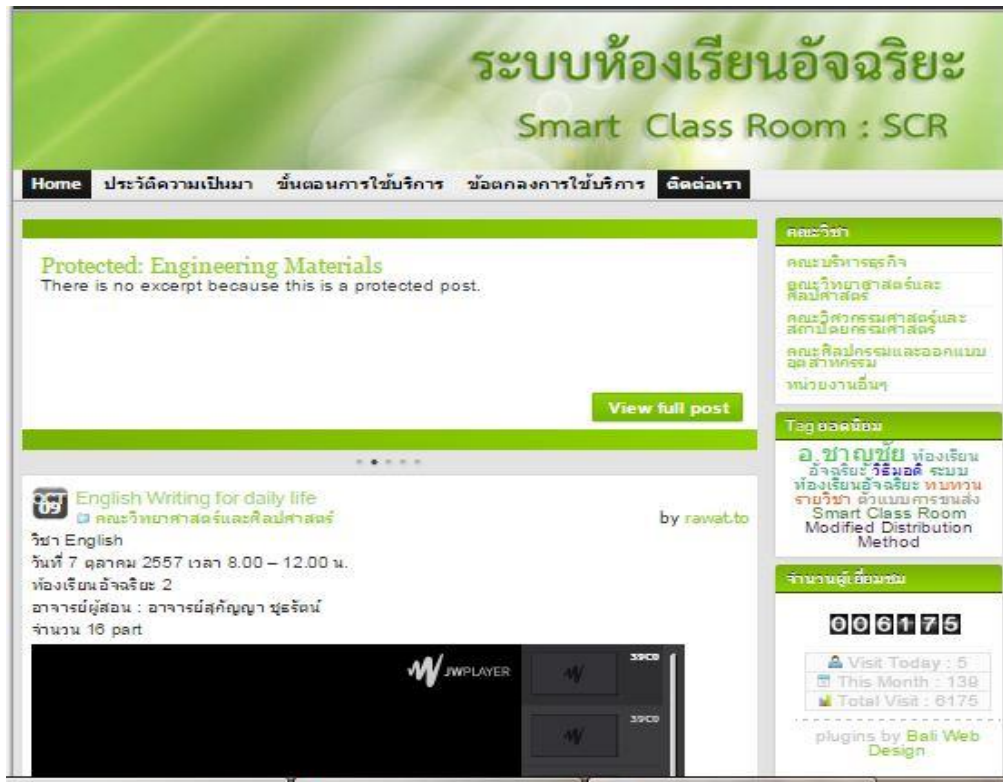 ระบบห้องเรียนอัจฉริยะ
Smart Class Room : SCR
Home ประวัติความเป็นมา ขั้นตอนการใช้บริการ ข้อตกลงการใช้บริการ ติดต่อเรา
Protected: Engineering Materials
There is no excerpt because this is a protected post.
View full post
OCT
09
English Writing for daily life
คณะวิทยาศาสตร์และศิลปศาสตร์
by rawat.to
วิชา English
วันที่ 7 ตุลาคม 2557 เวลา 8.00 – 12.00 น.
ห้องเรียนอัจฉริยะ 2
อาจารย์ผู้สอน : อาจารย์สุกัญญา ชูธรัตน์
จำนวน 16 part
JWPLAYER
คณะวิชา
คณะบริหารธุรกิจ
คณะวิทยาศาสตร์และ
ศิลปศาสตร์
คณะวิศวกรรมศาสตร์และ
สถาปัตยกรรมศาสตร์
คณะศิลปกรรมและออกแบบ
อุตสาหกรรม
หน่วยงานอื่นๆ
Tag ยอดนิยม
อ.ชาญชัย ห้องเรียน
อัจฉริยะ วิธีมอดิ ระบบ
ห้องเรียนอัจฉริยะ ทบทวน
รายวิชา ตัวแบบการขนส่ง
Smart Class Room
Modified Distribution
Method
จำนวนผู้เยี่ยมชม
006175
Visit Today : 5
This Month : 139
Total Visit : 6175
plugins by Bali Web
Design